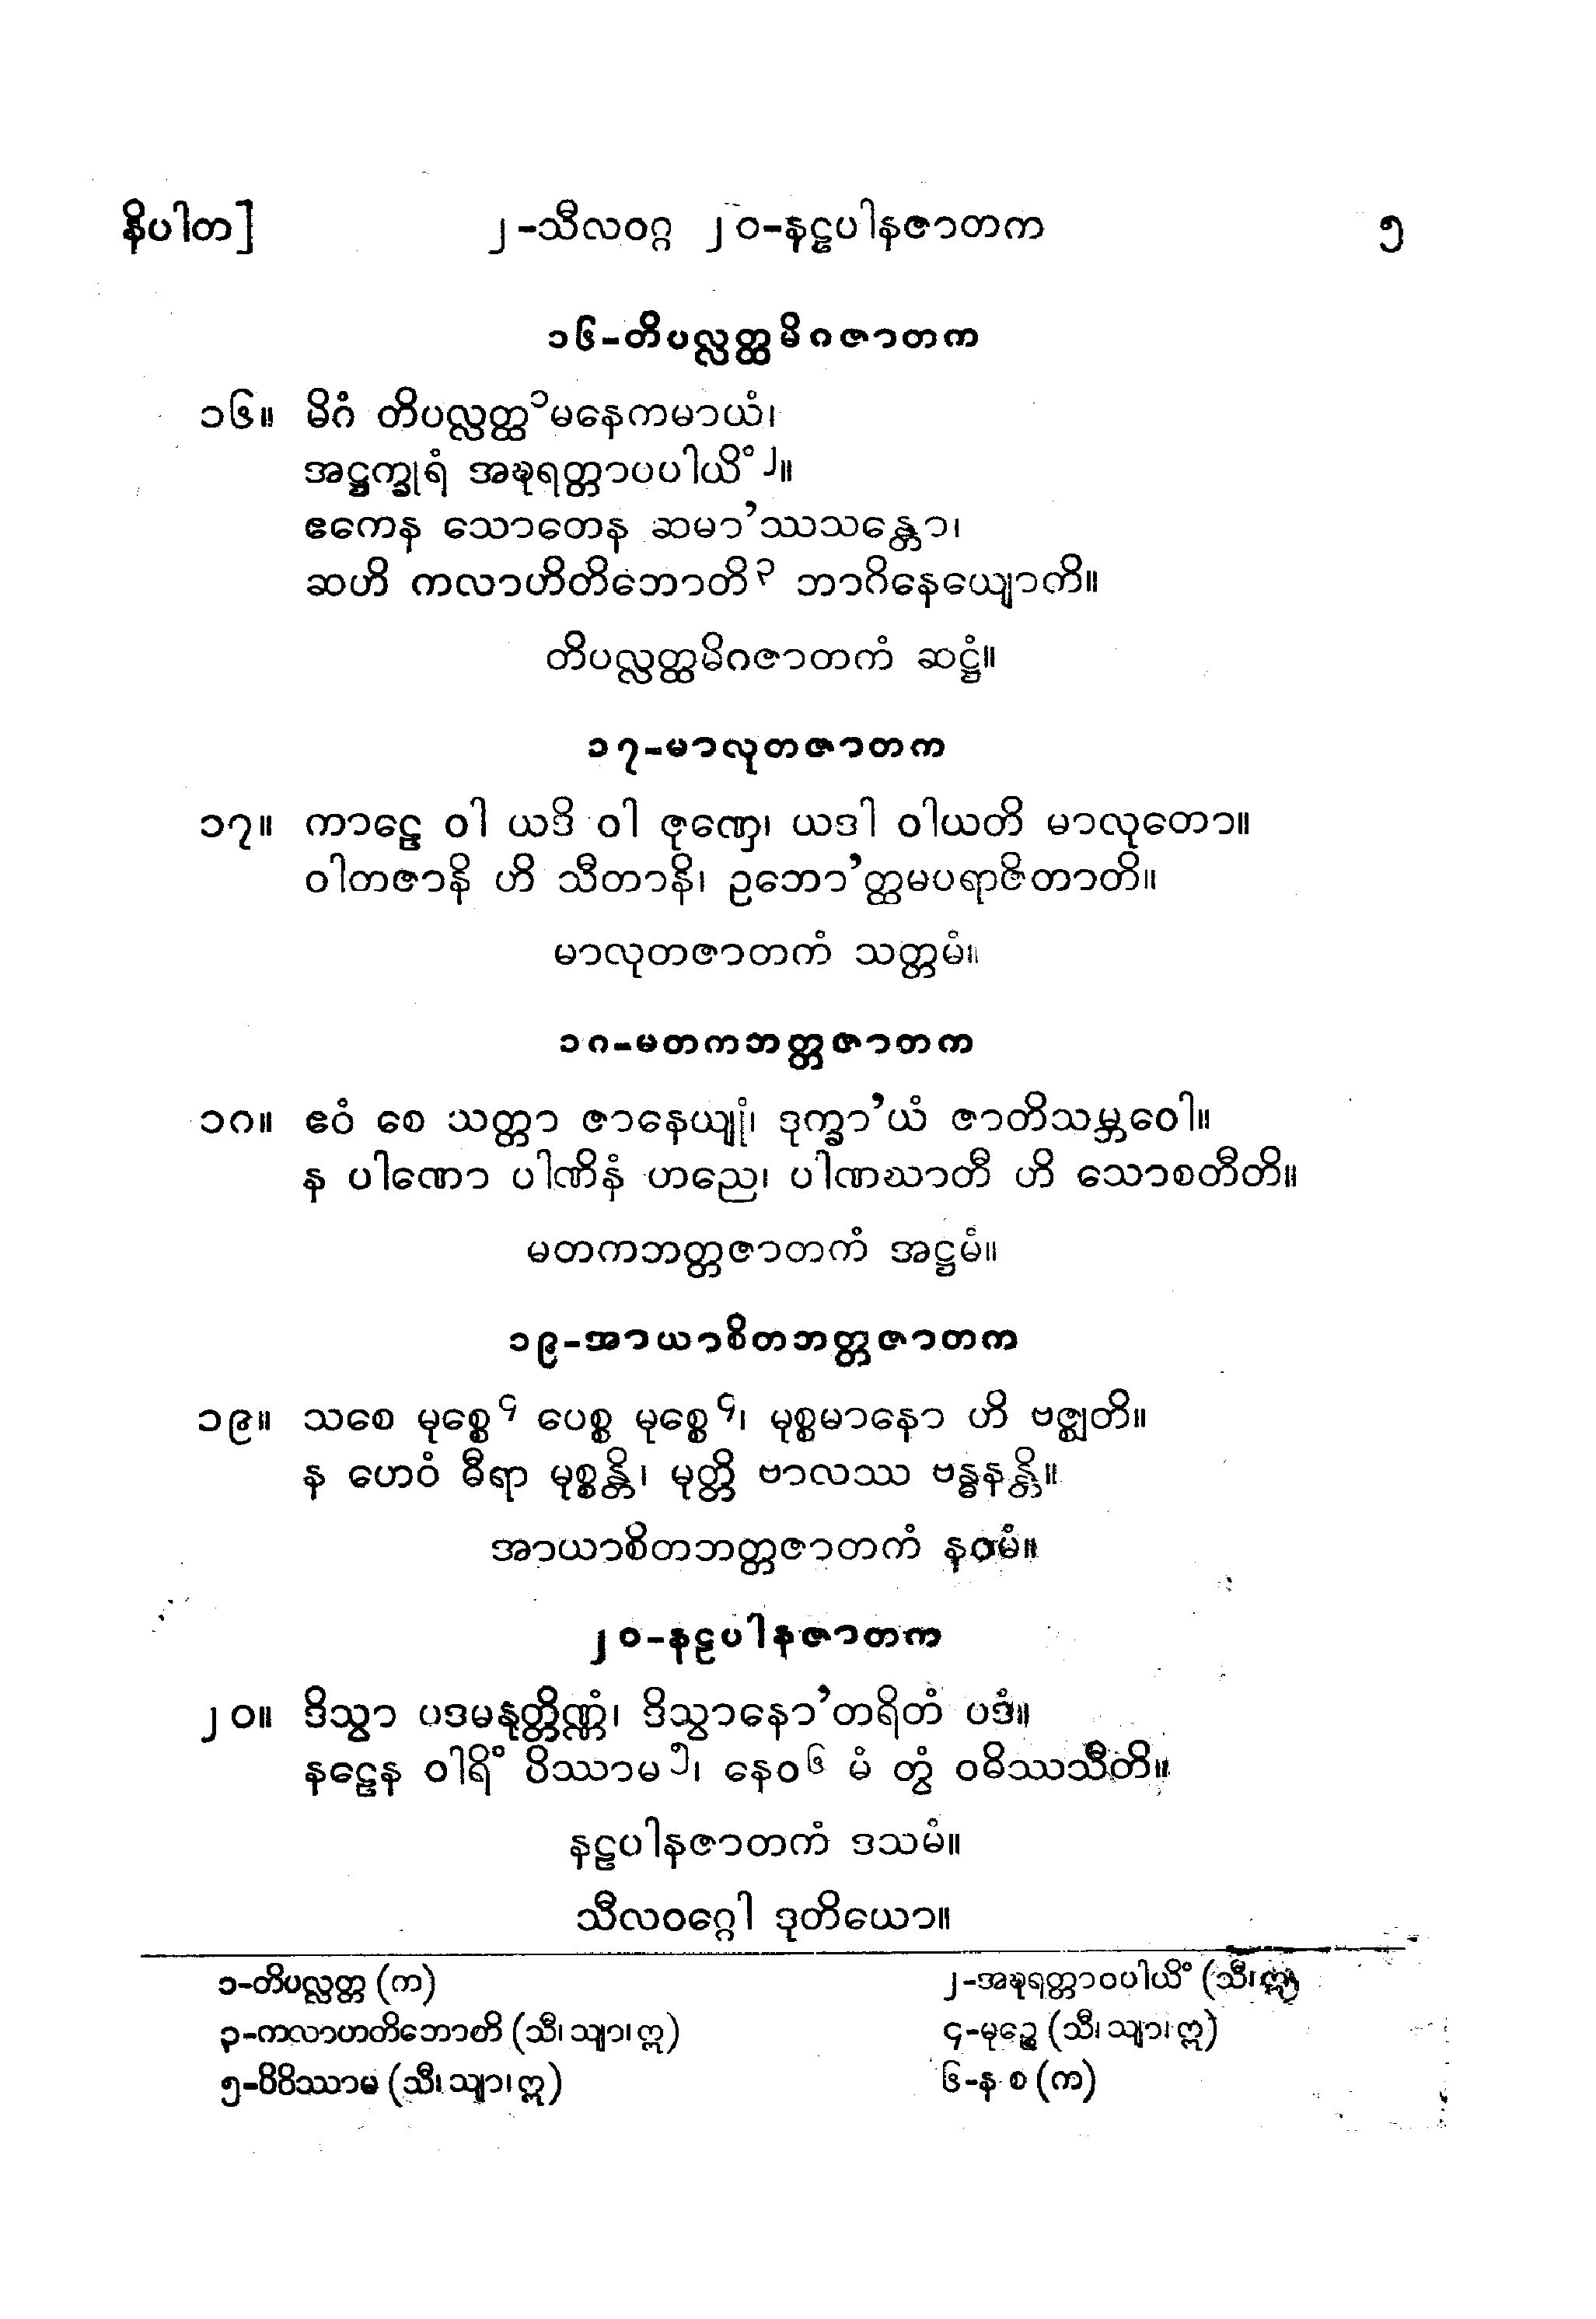 နိပါတ] ၂-သီလဝဂ္ဂ ၂၀-နဠပါနဇာတက ၅
၁၆-တိပလ္လတ္ထမိဂဇာတက
၁၆။ မိဂံ တိပလ္လတ္ထ၁မနေကမာယံ၊
အဋ္ဌက္ခုရံ အဍ္ဎရတ္တာပပါယိံ၂။
ဧကေန သောတေန ဆမာ’ဿသန္တော၊
ဆဟိ ကလာဟိတိဘောတိ၃ ဘာဂိနေယျောတိ။
တိပလ္လတ္ထမိဂဇာတကံ ဆဋ္ဌံ။
၁၇-မာလုတဇာတက
၁၇။ ကာဠေ ဝါ ယဒိ ဝါ ဇုဏှေ၊ ယဒါ ဝါယတိ မာလုတော။
ဝါတဇာနိ ဟိ သီတာနိ၊ ဥဘော’တ္ထမပရာဇိတာတိ။
မာလုတဇာတကံ သတ္တမံ။
၁၈-မတကဘတ္တဇာတက
၁၈။ ဧဝံ စေ သတ္တာ ဇာနေယျုံ၊ ဒုက္ခာ’ယံ ဇာတိသမ္ဘဝေါ။
န ပါဏော ပါဏိနံ ဟညေ၊ ပါဏဃာတီ ဟိ သောစတီတိ။
မတကဘတ္တဇာတကံ အဋ္ဌမံ။
၁၉-အာယာစိတဘတ္တဇာတက
၁၉။ သစေ မုစ္စေ၄ ပေစ္စ မုစ္စေ၄၊ မုစ္စမာနော ဟိ ဗဇ္ဈတိ။
န ဟေဝံ ဓီရာ မုစ္စန္တိ၊ မုတ္တိ ဗာလဿ ဗန္ဓနန္တိ။
အာယာစိတဘတ္တဇာတကံ နဝမံ။
၂၀-နဠပါနဇာတက
၂၀။ ဒိသွာ ပဒမနုတ္တိဏ္ဏံ၊ ဒိသွာနော’တရိတံ ပဒံ။
နဠေန ဝါရိံ ပိဿာမ၅၊ နေဝ၆ မံ တွံ ဝဓိဿသီတိ။
နဠပါနဇာတကံ ဒသမံ။
သီလဝဂ္ဂေါ ဒုတိယော။
၁-တိပလ္လတ္တ (က) ၂-အဍ္ဎရတ္တာဝပါယိံ (သီ၊ဣ)
၃-ကလာဟတိဘောတိ (သီ၊ သျာ၊ ဣ) ၄-မုဉ္စေ (သီ၊ သျာ၊ ဣ)
၅-ပိပိဿာမ (သီ၊ သျာ၊ ဣ) ၆-န စ (က)